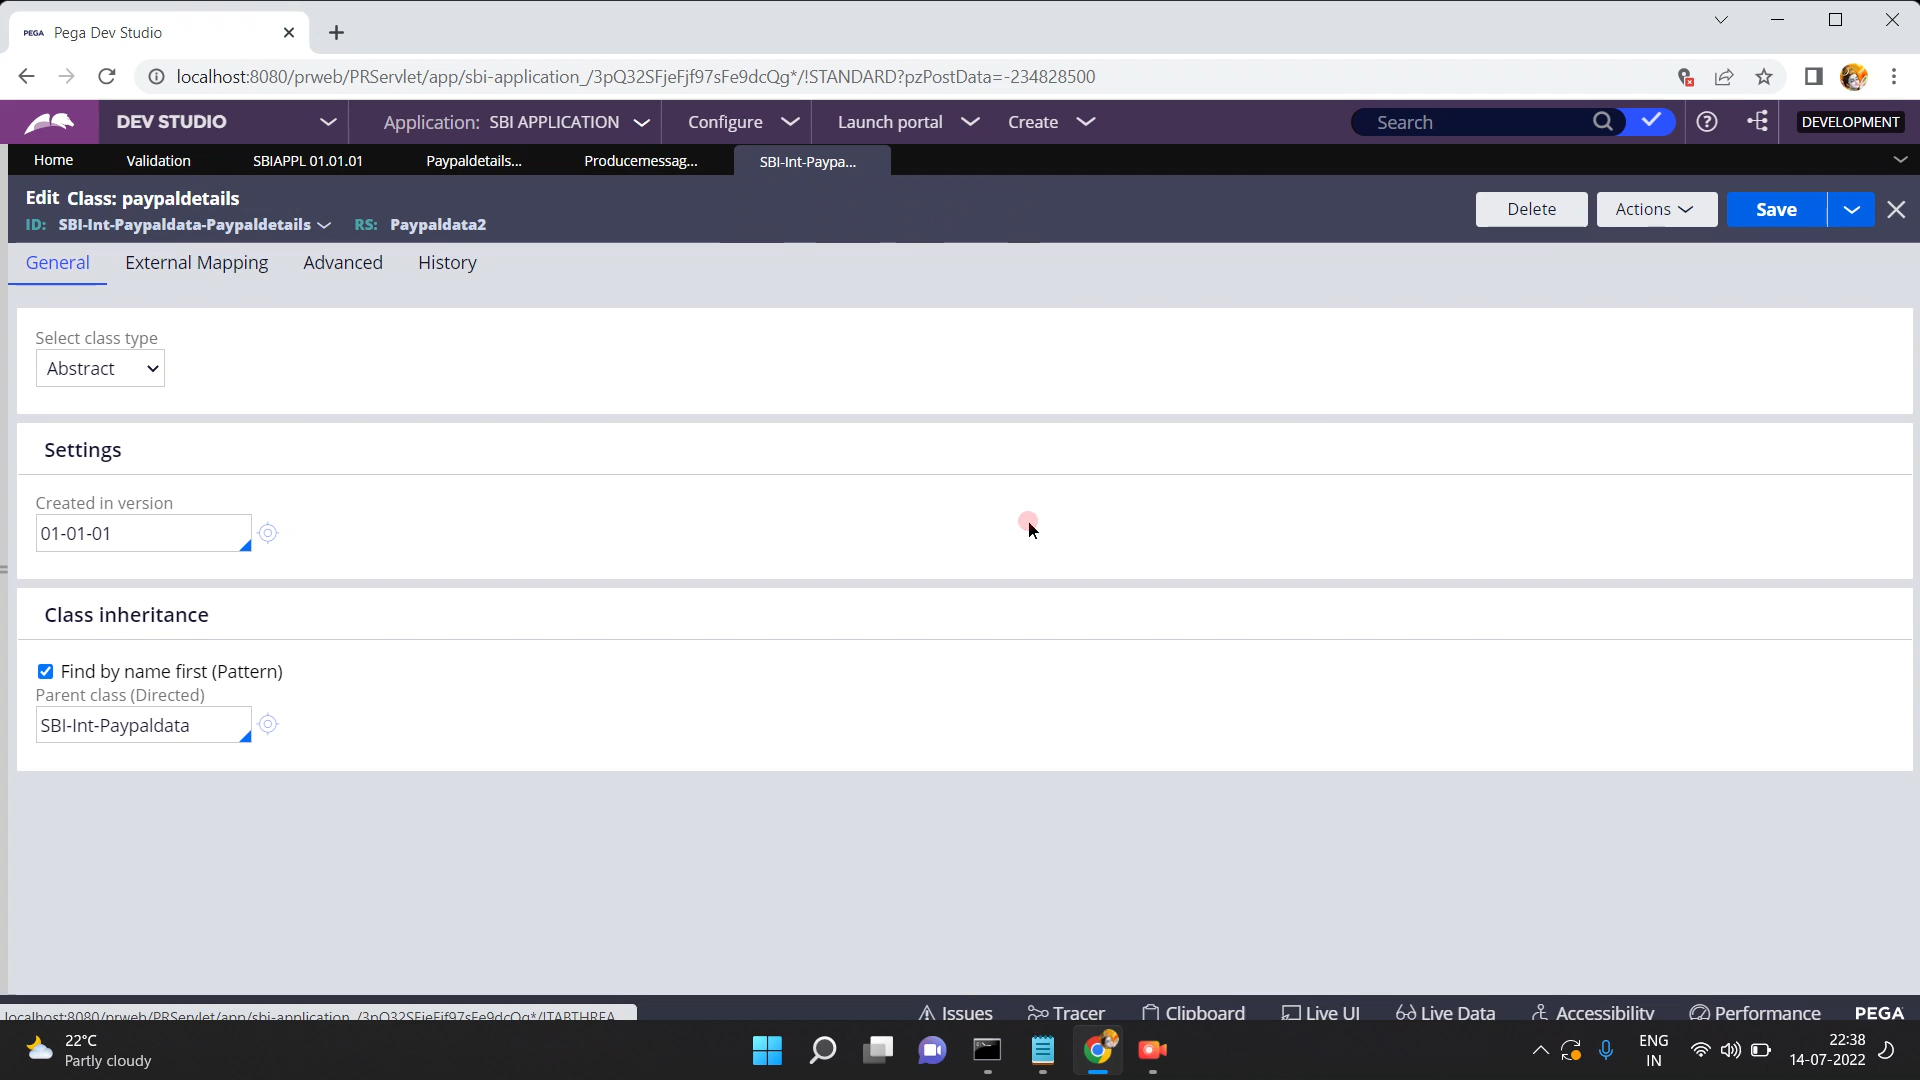 PEGA Pega Dev Studio
localhost:8080/prweb/PRServlet/app/sbi-application_/3pQ32SFjeFjf97sFe9dcQg*/!STANDARD?pzPostData=-234828500
DEV STUDIO Application: SBI APPLICATION Configure Launch portal Create Search DEVELOPMENT
Home Validation SBIAPPL 01.01.01 Paypaldetails... Producemessag... SBI-Int-Paypa...
Edit Class: paypaldetails
ID: SBI-Int-Paypaldata-Paypaldetails RS: Paypaldata2
Delete Actions Save
General External Mapping Advanced History
Select class type
Abstract
Settings
Created in version
01-01-01
Class inheritance
Find by name first (Pattern)
Parent class (Directed)
SBI-Int-Paypaldata
Issues Tracer Clipboard Live UI Live Data Accessibility Performance PEGA
localhost:8080/prweb/PRServlet/app/sbi-application_/3pQ32SFjeFjf97sFe9dcQg*/!TABTHREA...
22°C
Partly cloudy
ENG
IN
22:38
14-07-2022